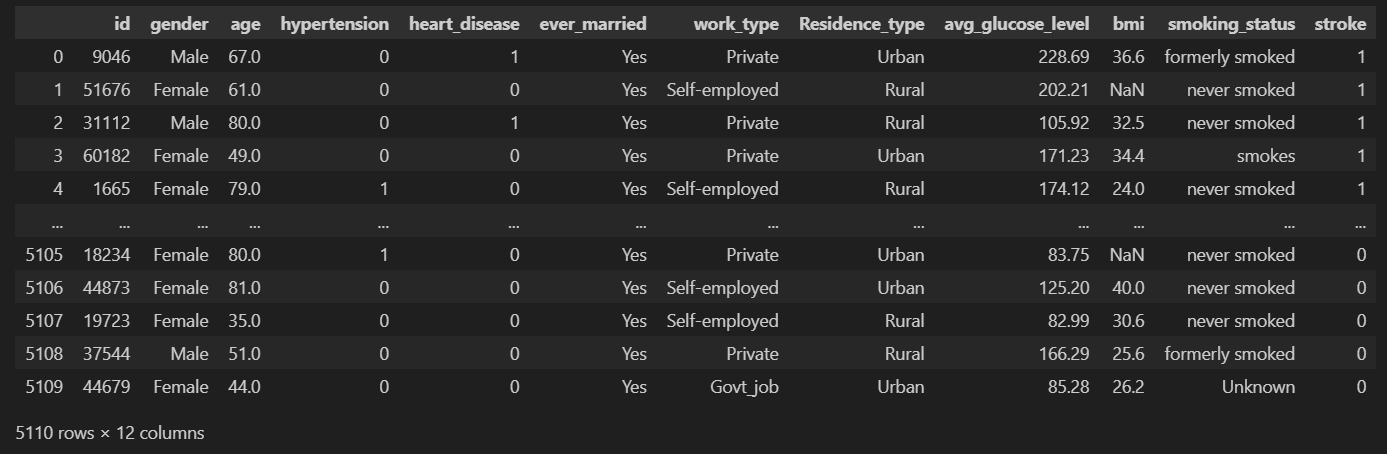 id gender age hypertension heart_disease ever_married work_type Residence_type avg_glucose_level bmi smoking_status stroke
0 9046 Male 67.0 0 1 Yes Private Urban 228.69 36.6 formerly smoked 1
1 51676 Female 61.0 0 0 Yes Self-employed Rural 202.21 NaN never smoked 1
2 31112 Male 80.0 0 1 Yes Private Rural 105.92 32.5 never smoked 1
3 60182 Female 49.0 0 0 Yes Private Urban 171.23 34.4 smokes 1
4 1665 Female 79.0 1 0 Yes Self-employed Rural 174.12 24.0 never smoked 1
... ... ... ... ... ... ... ... ... ... ... ... ...
5105 18234 Female 80.0 1 0 Yes Private Urban 83.75 NaN never smoked 0
5106 44873 Female 81.0 0 0 Yes Self-employed Urban 125.20 40.0 never smoked 0
5107 19723 Female 35.0 0 0 Yes Self-employed Rural 82.99 30.6 never smoked 0
5108 37544 Male 51.0 0 0 Yes Private Rural 166.29 25.6 formerly smoked 0
5109 44679 Female 44.0 0 0 Yes Govt_job Urban 85.28 26.2 Unknown 0
5110 rows × 12 columns